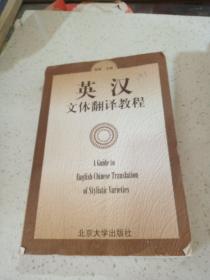 英汉
文体翻译教程
A Guide to
English-Chinese Translation
of Stylistic Varieties
北京大学出版社